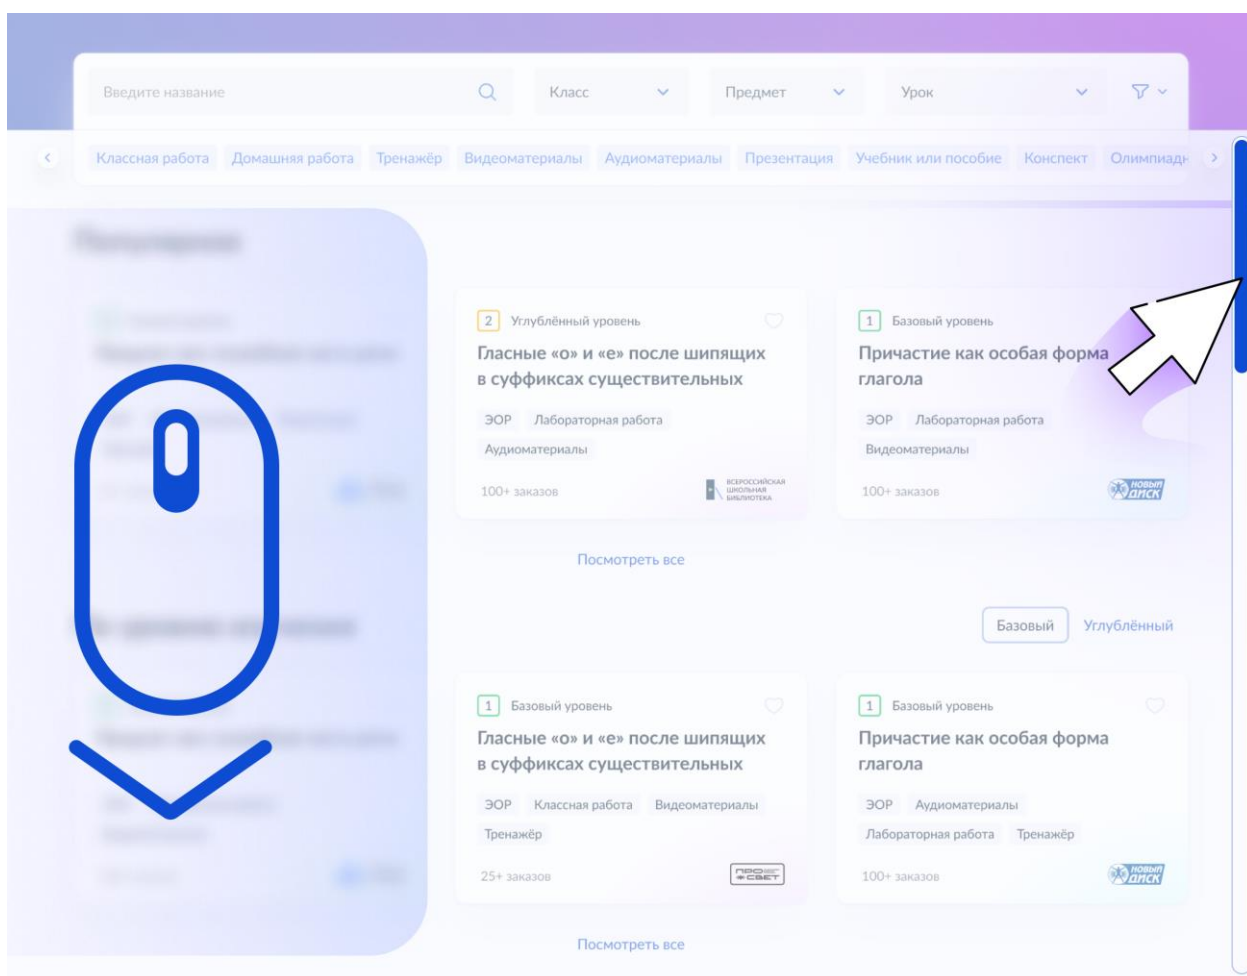 Введите название
Класс
Предмет
Урок
Классная работа Домашняя работа Тренажёр Видеоматериалы Аудиоматериалы Презентация Учебник или пособие Конспект Олимпиадн
Популярное
2 Углублённый уровень
Гласные «о» и «е» после шипящих
в суффиксах существительных
ЭОР Лабораторная работа
Аудиоматериалы
100+ заказов
ВСЕРОССИЙСКАЯ
ШКОЛЬНАЯ
БИБЛИОТЕКА
1 Базовый уровень
Причастие как особая форма
глагола
ЭОР Лабораторная работа
Видеоматериалы
100+ заказов
НОВЫЙ
ДИСК
Посмотреть все
Базовый Углублённый
1 Базовый уровень
Гласные «о» и «е» после шипящих
в суффиксах существительных
ЭОР Классная работа Видеоматериалы
Тренажёр
25+ заказов
ПРО
СВЕТ
1 Базовый уровень
Причастие как особая форма
глагола
ЭОР Аудиоматериалы
Лабораторная работа Тренажёр
100+ заказов
НОВЫЙ
ДИСК
Посмотреть все